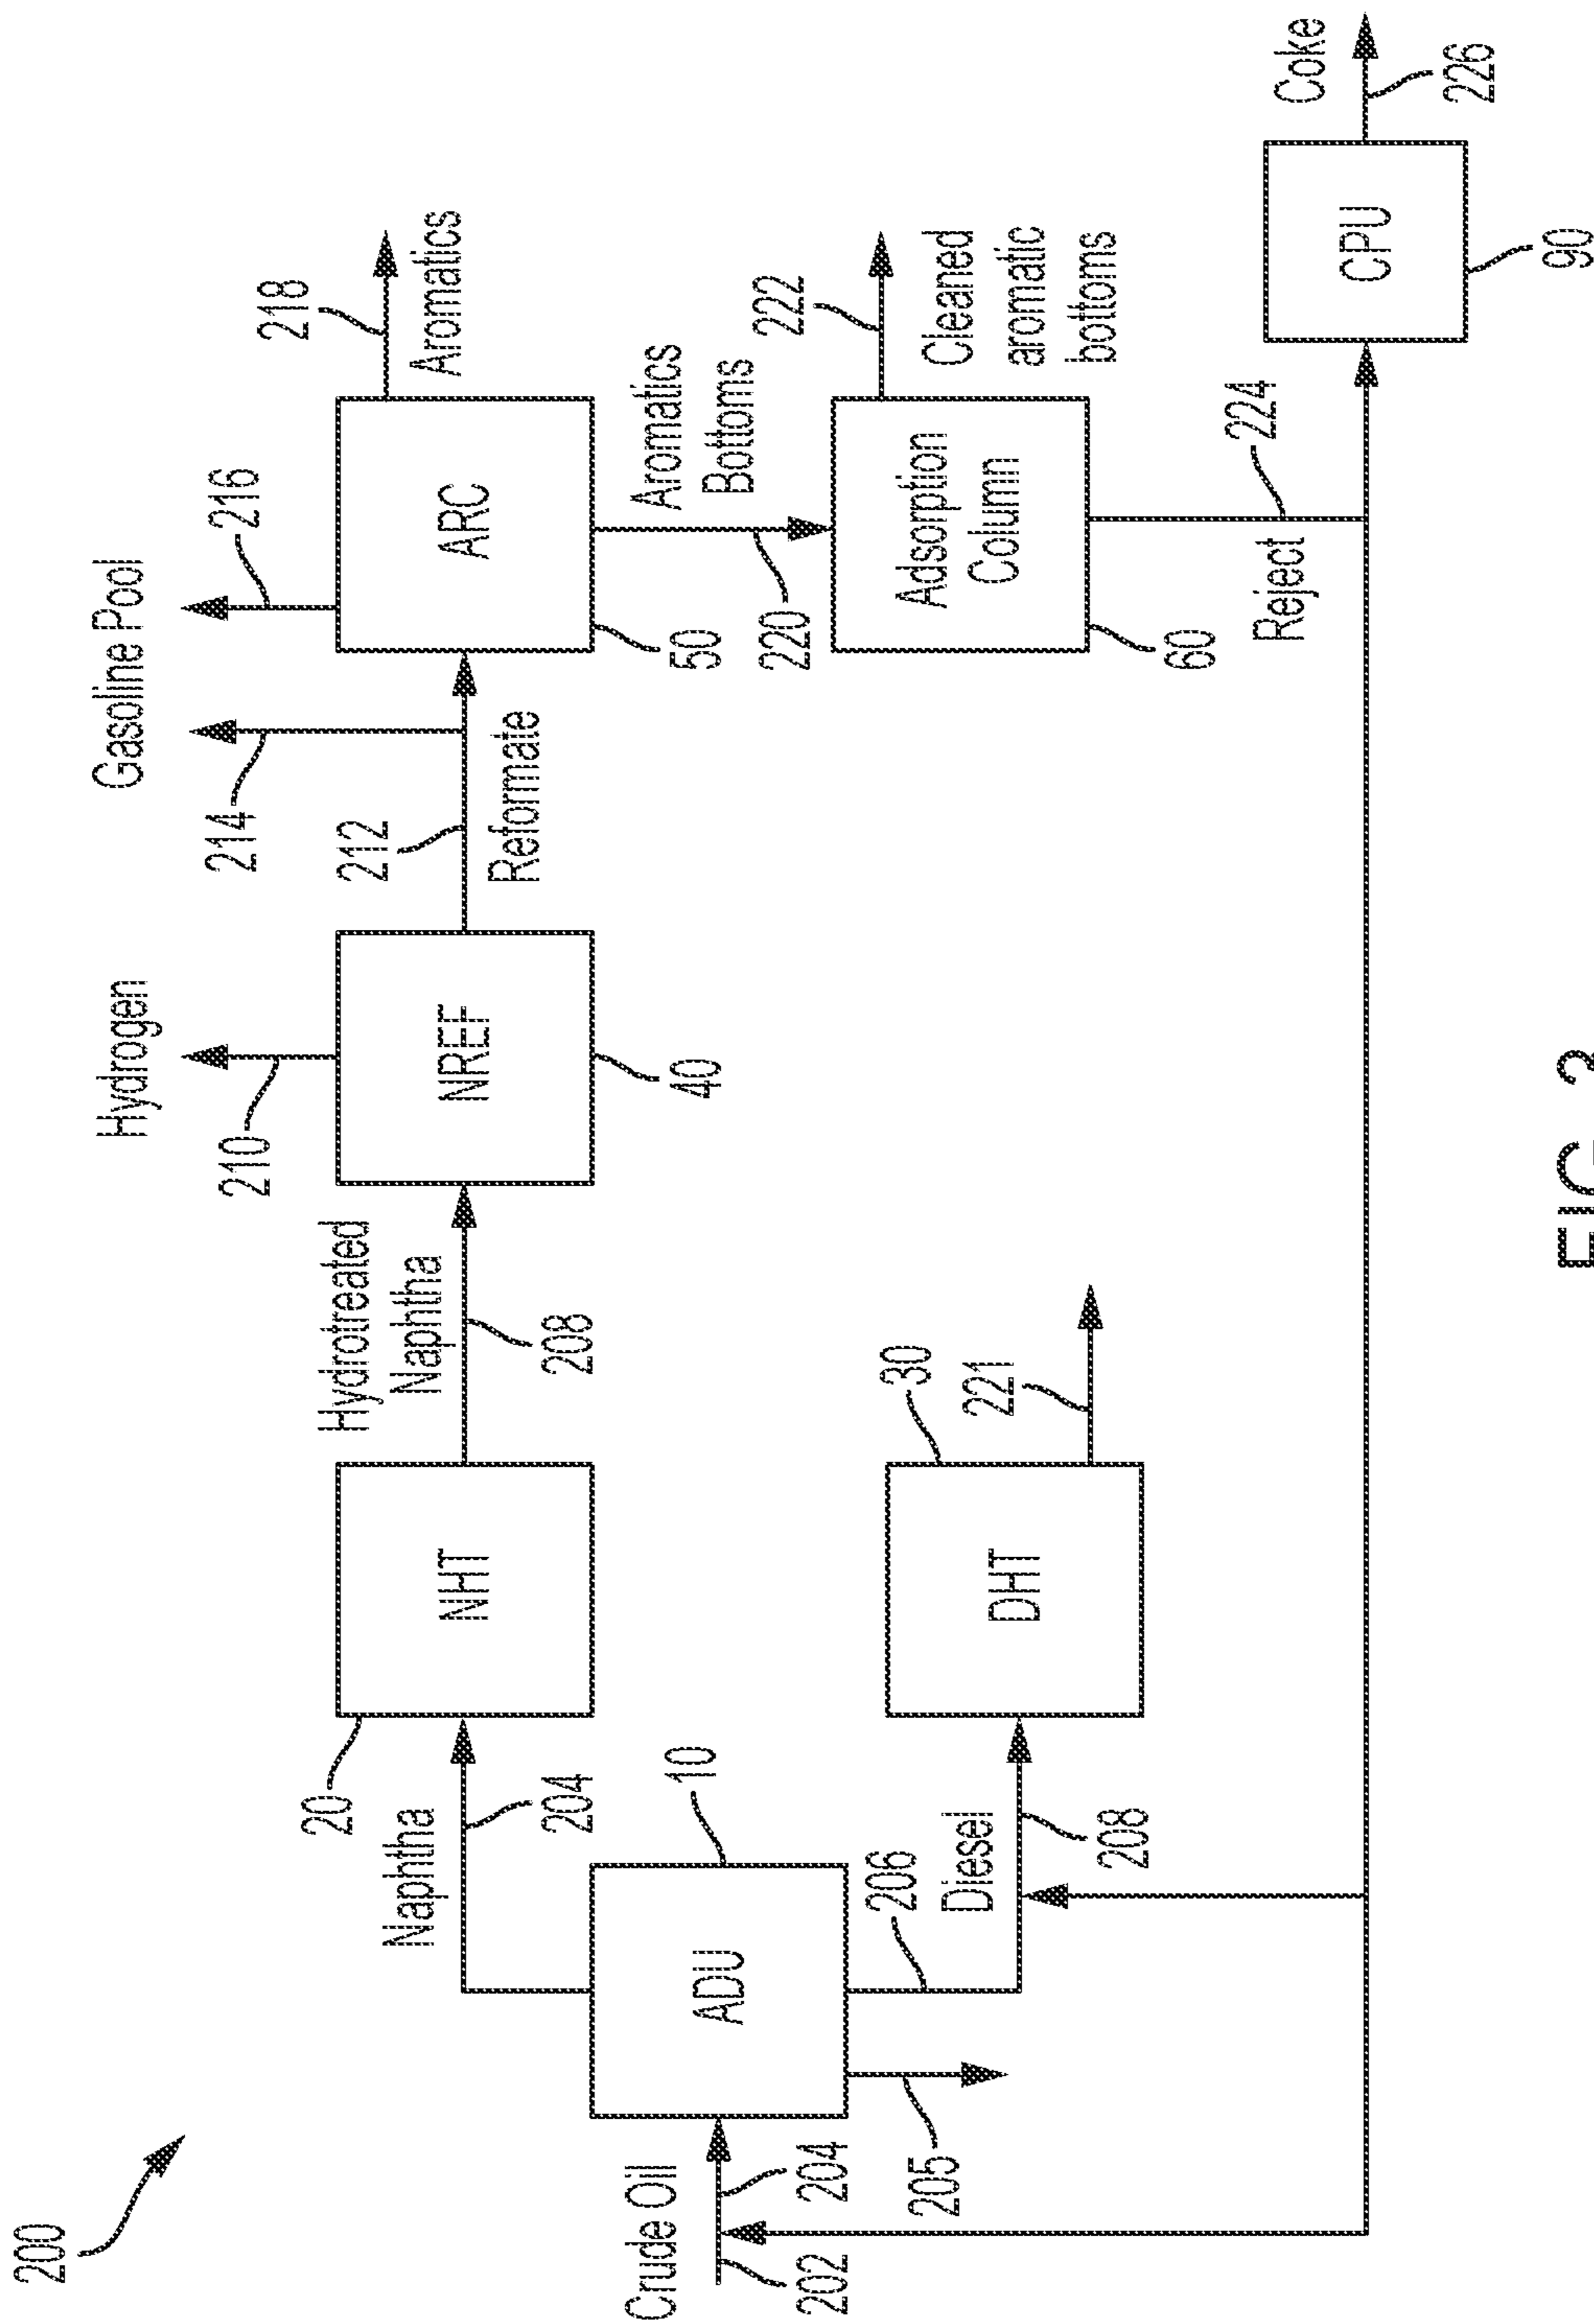 200
Hydrogen
Gasoline Pool
210
214
216
218
Aromatics
20
Naphtha
204
NHT
Hydrotreated
Naphtha
208
NREF
40
212
Reformate
ARC
50
Aromatics
Bottoms
220
222
Cleaned
aromatic
bottoms
Crude Oil
202
204
ADU
10
205
206
Diesel
208
DHT
30
221
Adsorption
Column
60
Reject
224
CPU
90
Coke
226